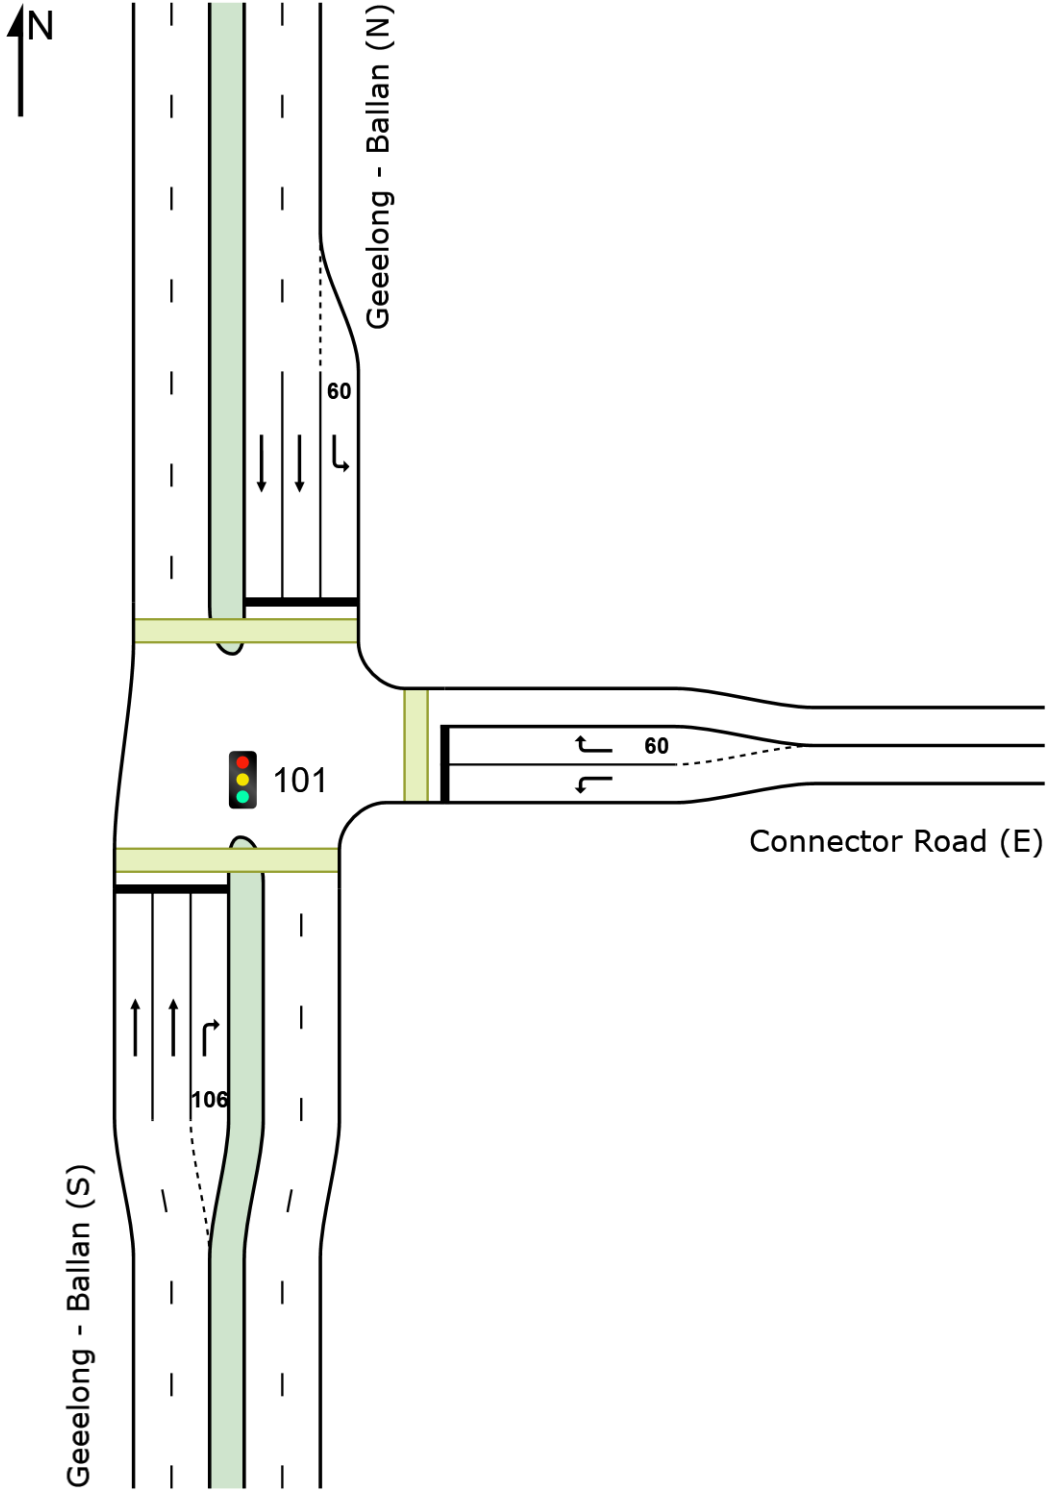 N
Geeelong - Ballan (N)
60
60
101
Connector Road (E)
106
Geeelong - Ballan (S)